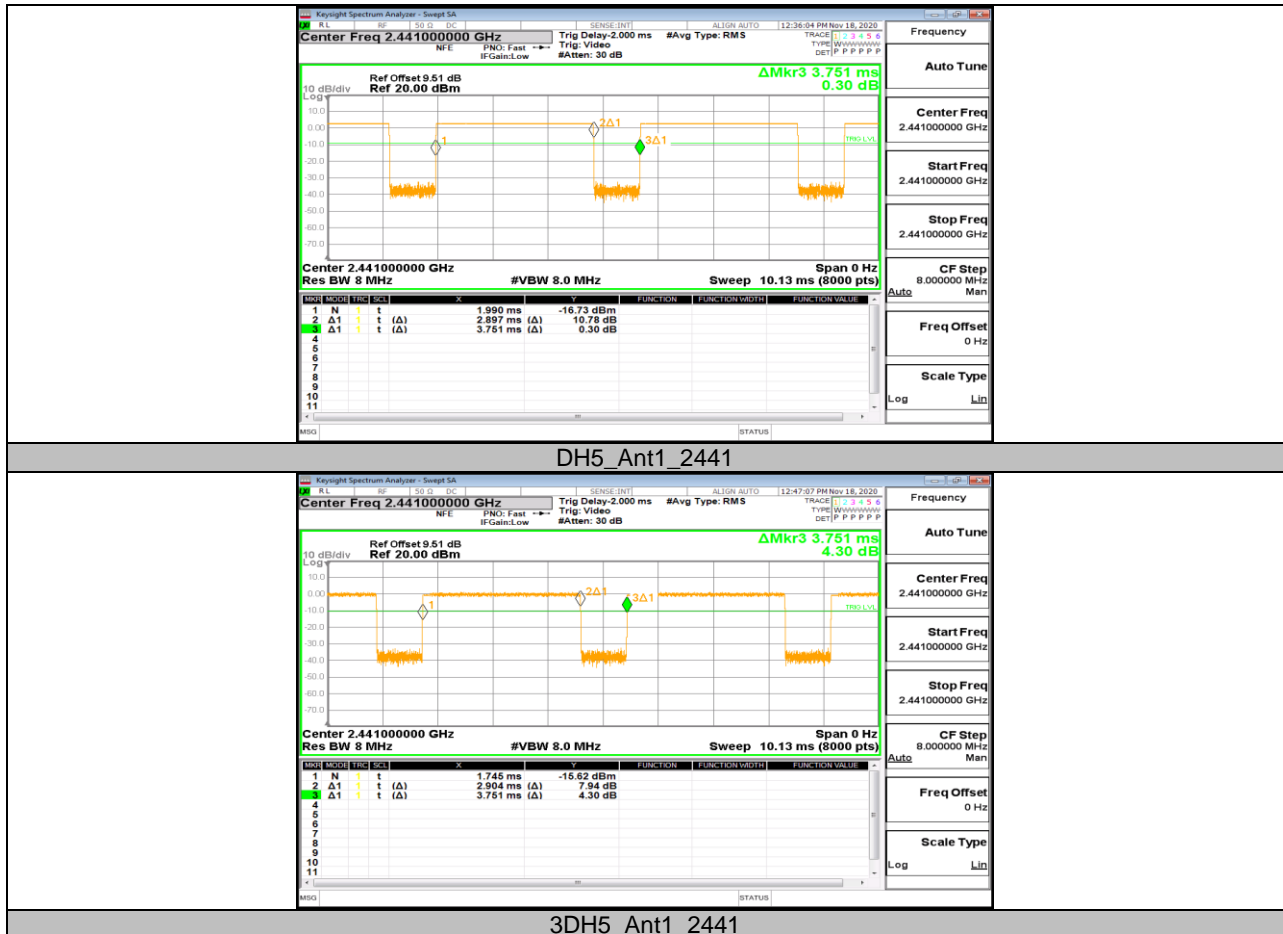 Keysight Spectrum Analyzer - Swept SA
RL RF 50 Ω DC SENSE:INT ALIGN AUTO 12:36:04 PM Nov 18, 2020
Center Freq 2.441000000 GHz
NFE PNO: Fast IFGain:Low
Trig Delay-2.000 ms #Avg Type: RMS
Trig: Video
#Atten: 30 dB
TRACE 1 2 3 4 5 6
TYPE WWWWWW
DET P P P P P P
ΔMkr3 3.751 ms
0.30 dB
Ref Offset 9.51 dB
10 dB/div Ref 20.00 dBm
Log
10.0
0.00
-10.0
-20.0
-30.0
-40.0
-50.0
-60.0
-70.0
1
2Δ1
3Δ1
TRIG LVL
Center 2.441000000 GHz Span 0 Hz
Res BW 8 MHz #VBW 8.0 MHz Sweep 10.13 ms (8000 pts)
MKR MODE TRC SCL X Y FUNCTION FUNCTION WIDTH FUNCTION VALUE
1 N 1 t 1.990 ms -16.73 dBm
2 Δ1 1 t (Δ) 2.897 ms (Δ) 10.78 dB
3 Δ1 1 t (Δ) 3.751 ms (Δ) 0.30 dB
4
5
6
7
8
9
10
11
MSG STATUS
Frequency
Auto Tune
Center Freq
2.441000000 GHz
Start Freq
2.441000000 GHz
Stop Freq
2.441000000 GHz
CF Step
8.000000 MHz
Auto Man
Freq Offset
0 Hz
Scale Type
Log Lin
DH5_Ant1_2441
Keysight Spectrum Analyzer - Swept SA
RL RF 50 Ω DC SENSE:INT ALIGN AUTO 12:47:07 PM Nov 18, 2020
Center Freq 2.441000000 GHz
NFE PNO: Fast IFGain:Low
Trig Delay-2.000 ms #Avg Type: RMS
Trig: Video
#Atten: 30 dB
TRACE 1 2 3 4 5 6
TYPE WWWWWW
DET P P P P P P
ΔMkr3 3.751 ms
4.30 dB
Ref Offset 9.51 dB
10 dB/div Ref 20.00 dBm
Log
10.0
0.00
-10.0
-20.0
-30.0
-40.0
-50.0
-60.0
-70.0
1
2Δ1
3Δ1
TRIG LVL
Center 2.441000000 GHz Span 0 Hz
Res BW 8 MHz #VBW 8.0 MHz Sweep 10.13 ms (8000 pts)
MKR MODE TRC SCL X Y FUNCTION FUNCTION WIDTH FUNCTION VALUE
1 N 1 t 1.745 ms -15.62 dBm
2 Δ1 1 t (Δ) 2.904 ms (Δ) 7.94 dB
3 Δ1 1 t (Δ) 3.751 ms (Δ) 4.30 dB
4
5
6
7
8
9
10
11
MSG STATUS
Frequency
Auto Tune
Center Freq
2.441000000 GHz
Start Freq
2.441000000 GHz
Stop Freq
2.441000000 GHz
CF Step
8.000000 MHz
Auto Man
Freq Offset
0 Hz
Scale Type
Log Lin
3DH5_Ant1_2441